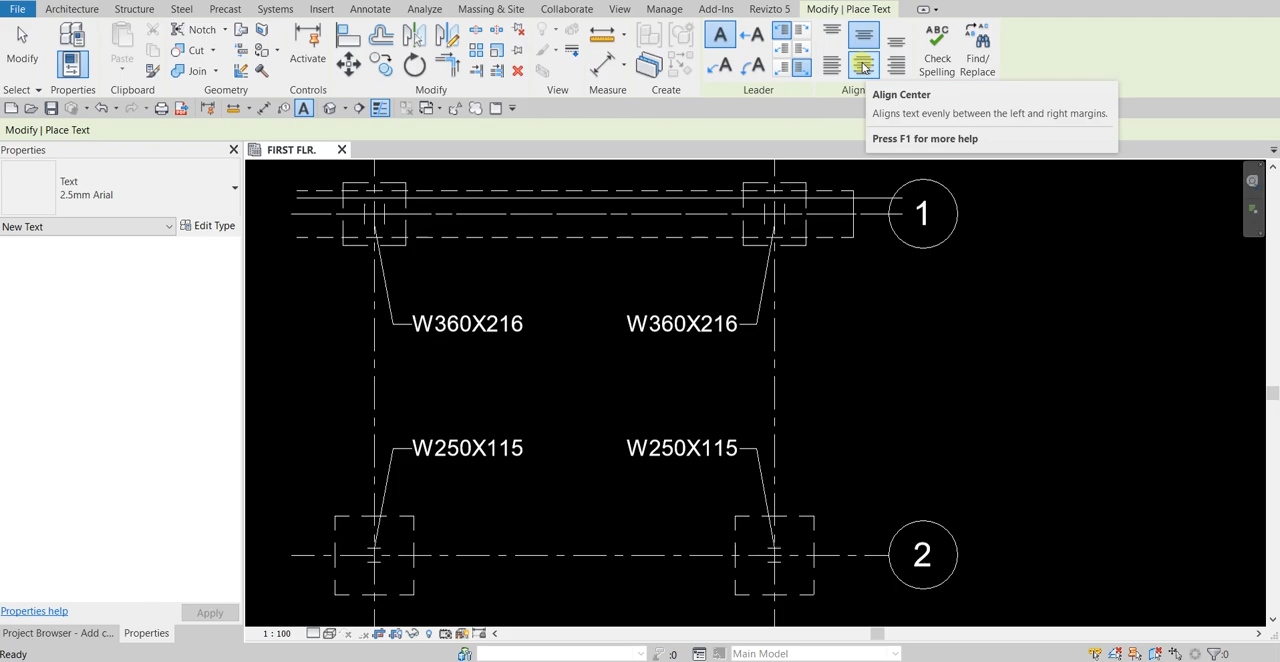 File Architecture Structure Steel Precast Systems Insert Annotate Analyze Massing & Site Collaborate View Manage Add-Ins Revizto 5 Modify | Place Text
Modify
Paste
Notch
Cut
Join
Activate
A A
A A
ABC
Check Spelling
Find/ Replace
Select Properties Clipboard Geometry Controls Modify View Measure Create Leader Align
Align Center
Aligns text evenly between the left and right margins.
Press F1 for more help
Modify | Place Text
Properties
FIRST FLR.
Text
2.5mm Arial
New Text
Edit Type
1
W360X216 W360X216
W250X115 W250X115
2
Properties help
Apply
Project Browser - Add c...
Properties
1 : 100
Ready
:0
Main Model
:0